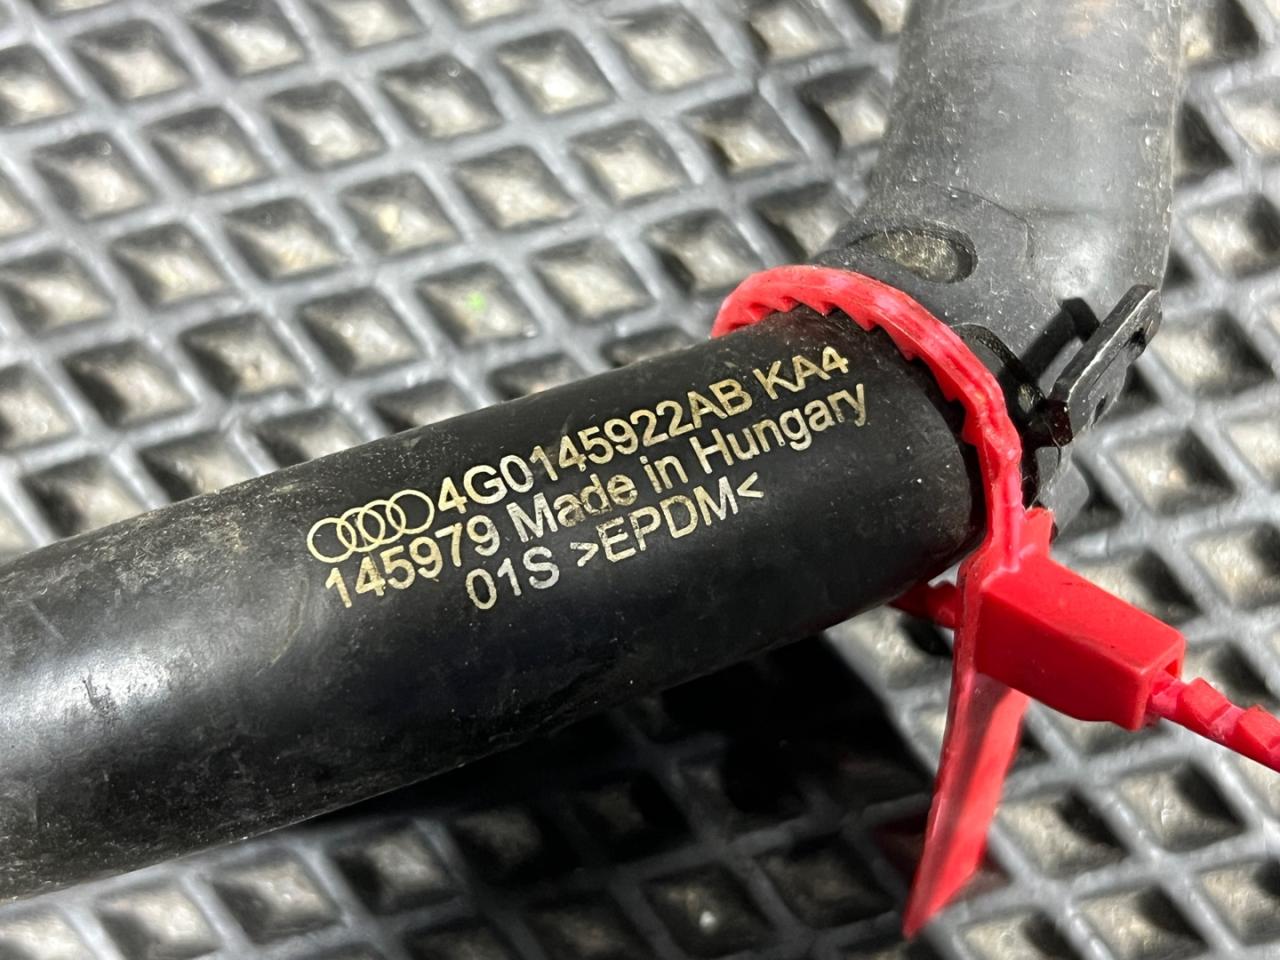 4G0145922AB KA4
145979 Made in Hungary
01S >EPDM<